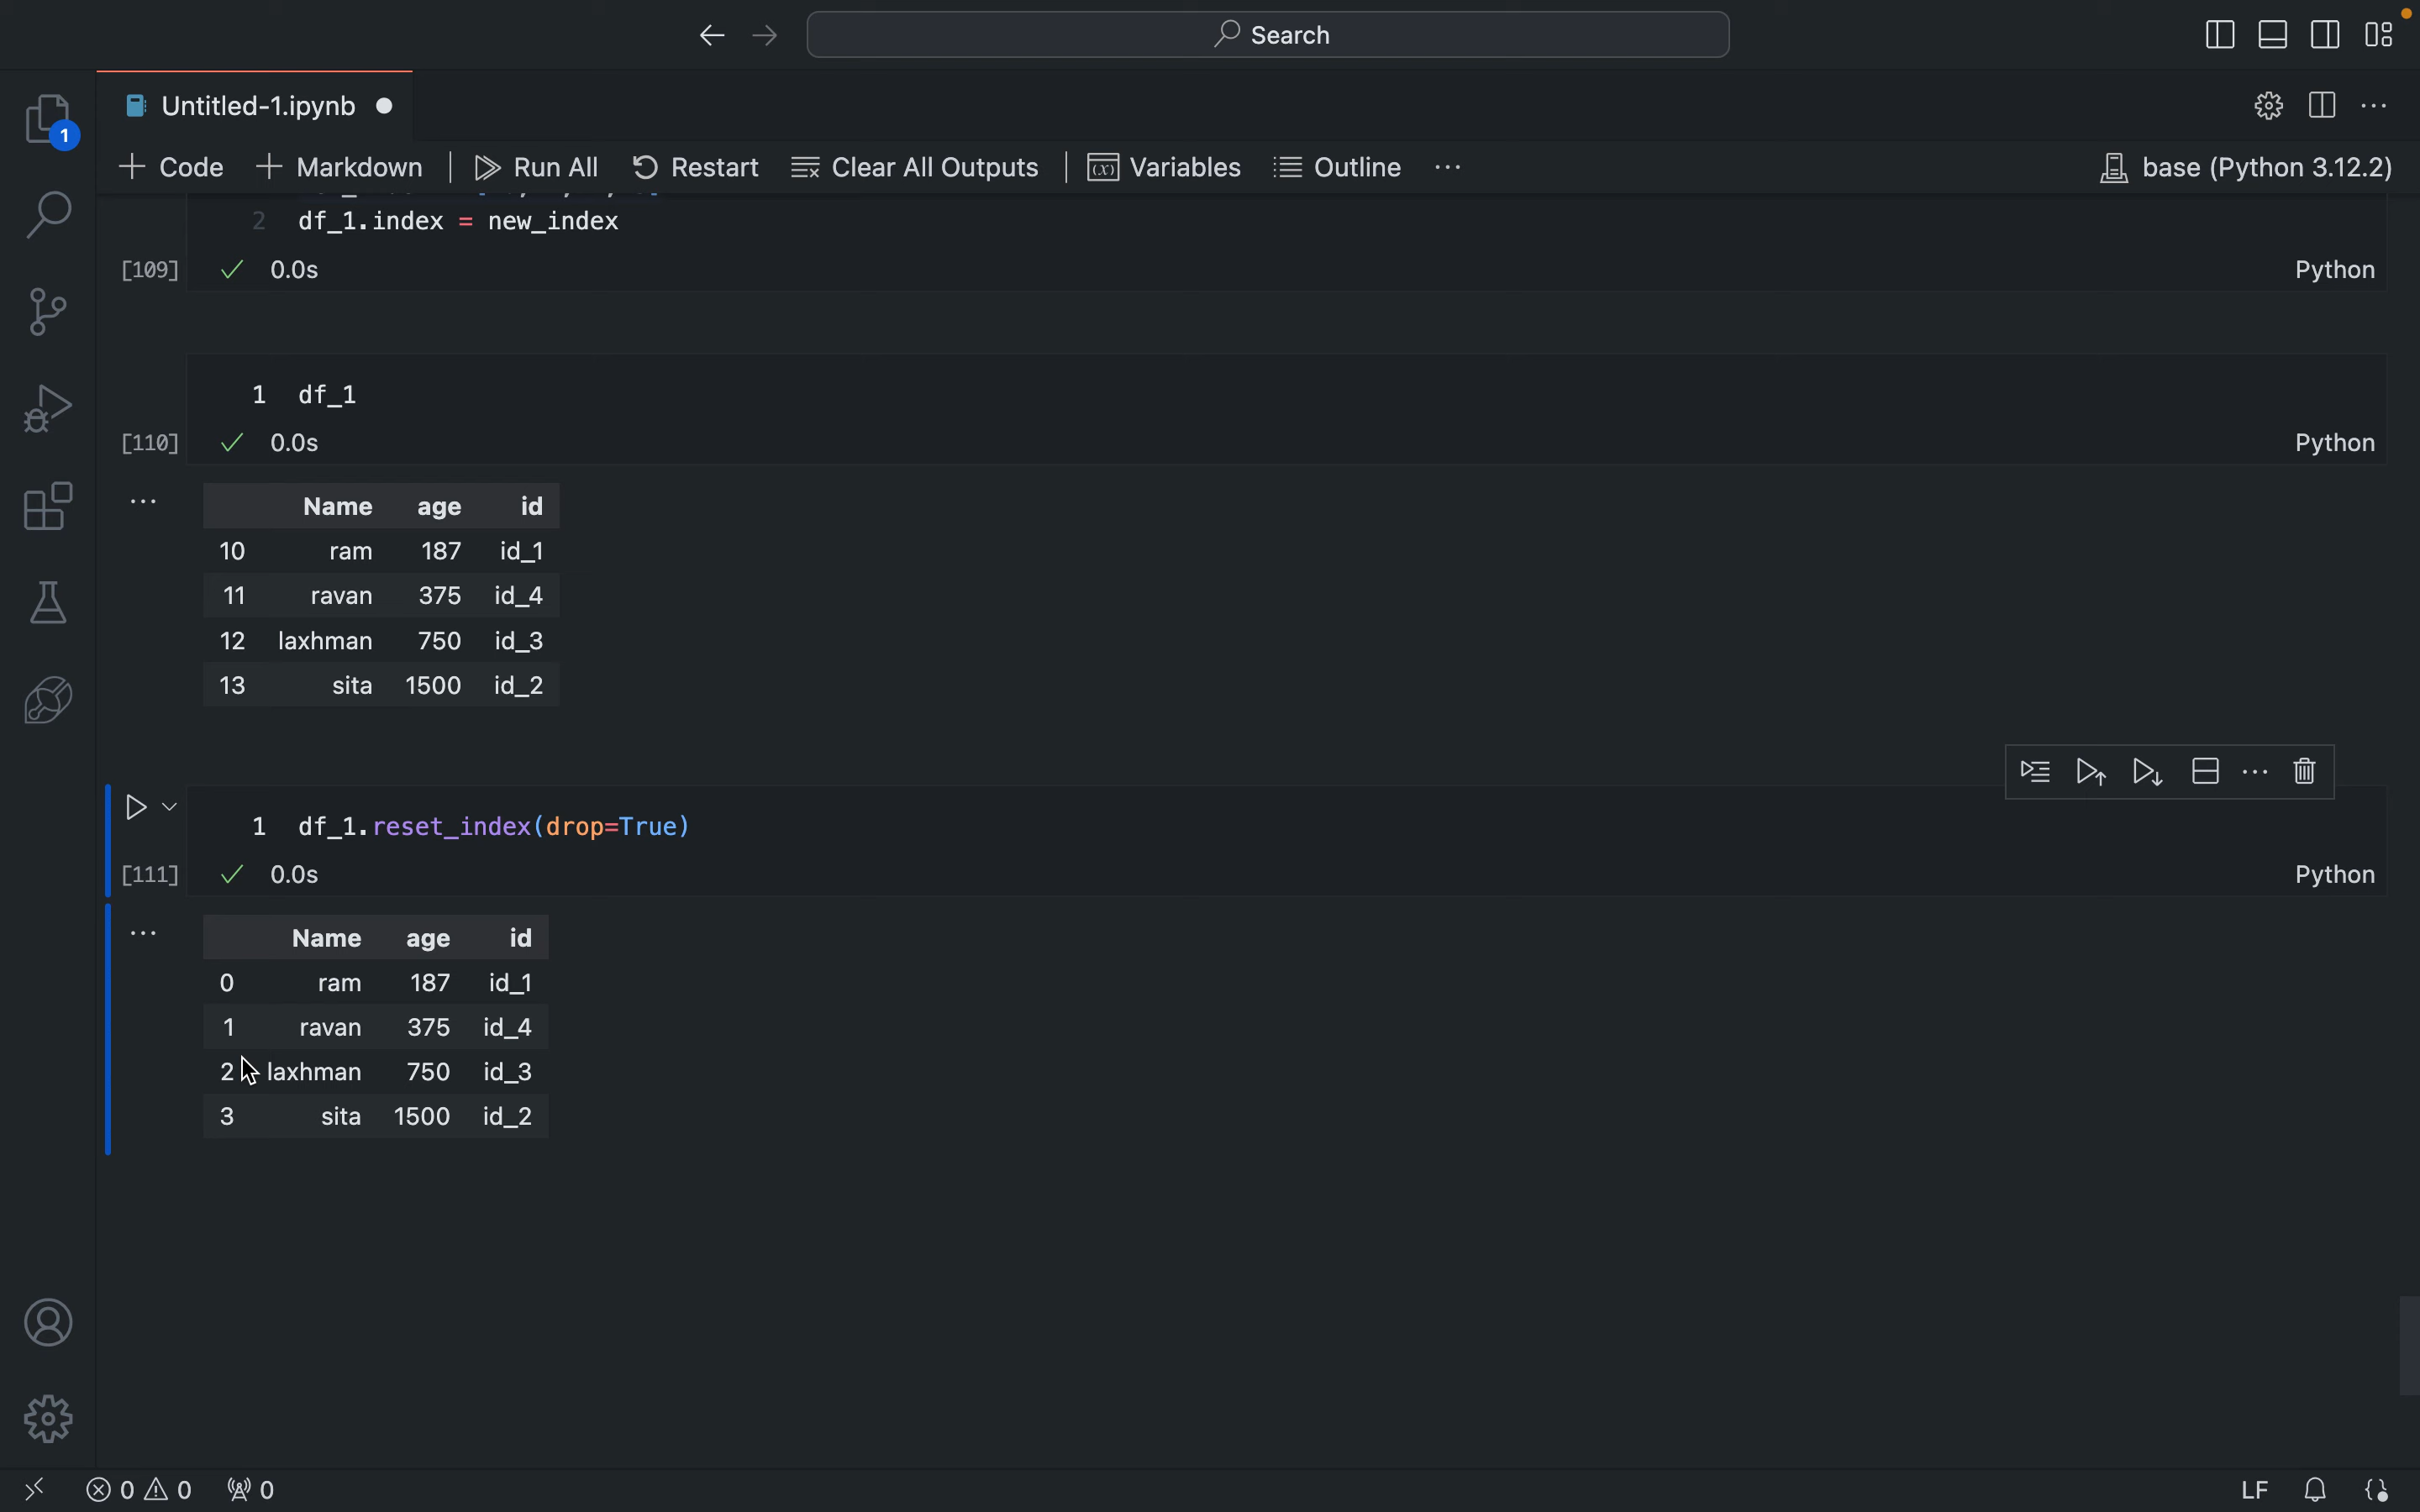 Search
Untitled-1.ipynb
1
Code Markdown Run All Restart Clear All Outputs Variables Outline ... base (Python 3.12.2)
2 df_1.index = new_index
[109] 0.0s Python
1 df_1
[110] 0.0s Python
...
Name age id
10 ram 187 id_1
11 ravan 375 id_4
12 laxhman 750 id_3
13 sita 1500 id_2
1 df_1.reset_index(drop=True)
[111] 0.0s Python
...
Name age id
0 ram 187 id_1
1 ravan 375 id_4
2 laxhman 750 id_3
3 sita 1500 id_2
0 0 0 LF